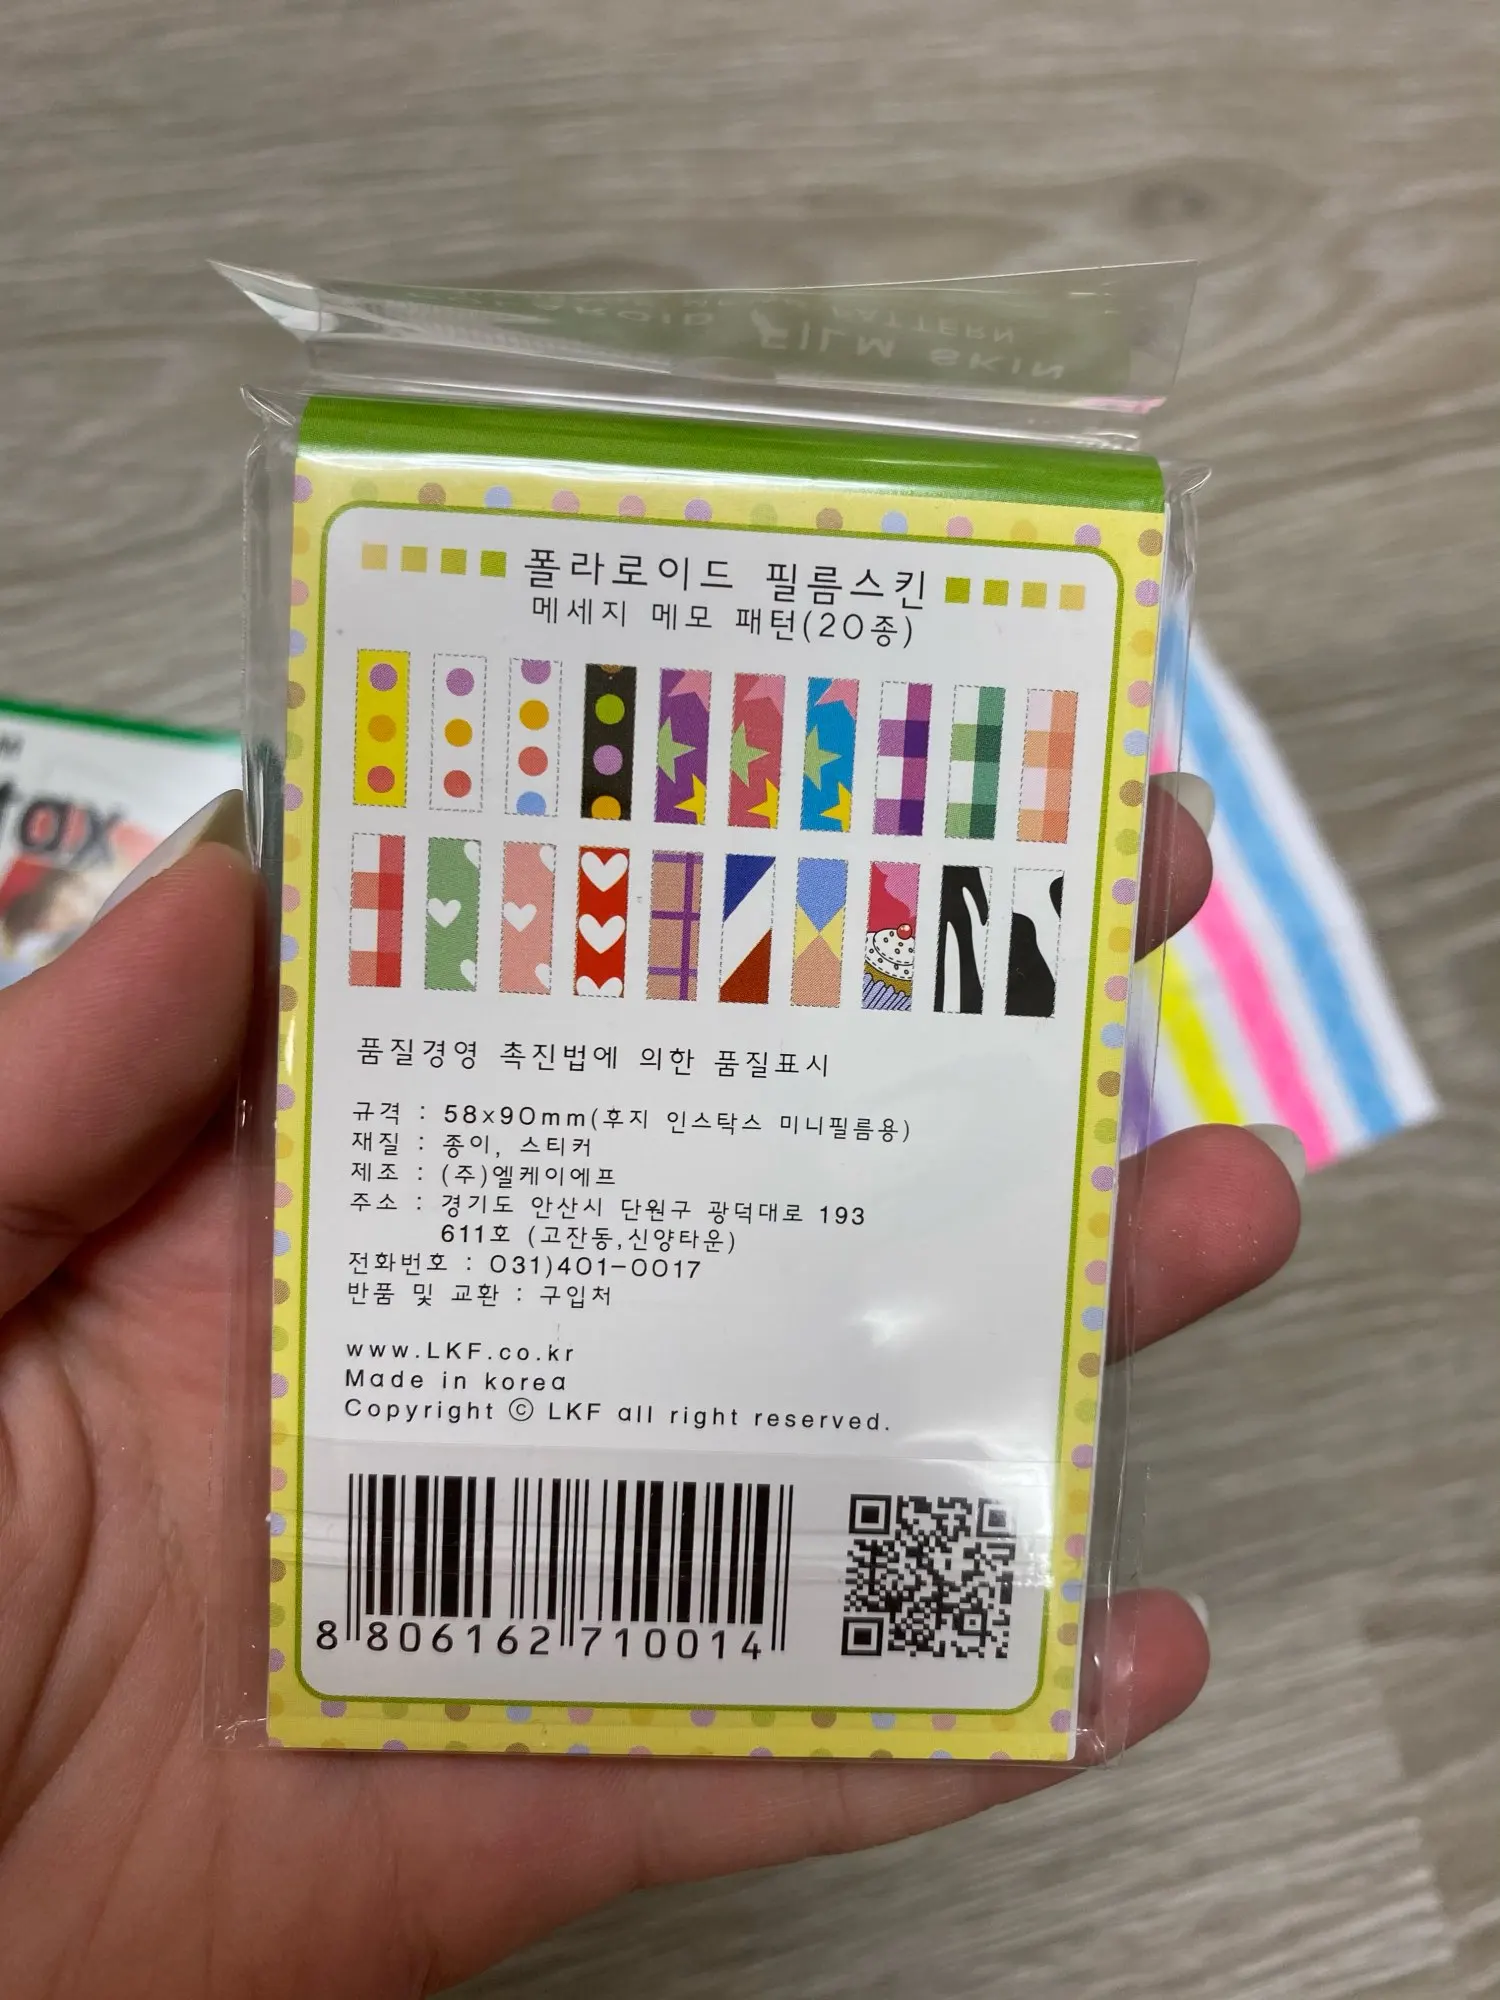 PATTERN
FILM SKIN
폴라로이드 필름스킨
메세지 메모 패턴(20종)
품질경영 촉진법에 의한 품질표시
규격 : 58x90mm(후지 인스탁스 미니필름용)
재질 : 종이, 스티커
제조 : (주)엘케이에프
주소 : 경기도 안산시 단원구 광덕대로 193
611호 (고잔동,신양타운)
전화번호 : 031)401-0017
반품 및 교환 : 구입처
www.LKF.co.kr
Made in korea
Copyright ⓒ LKF all right reserved.
8 806162 710014
tax